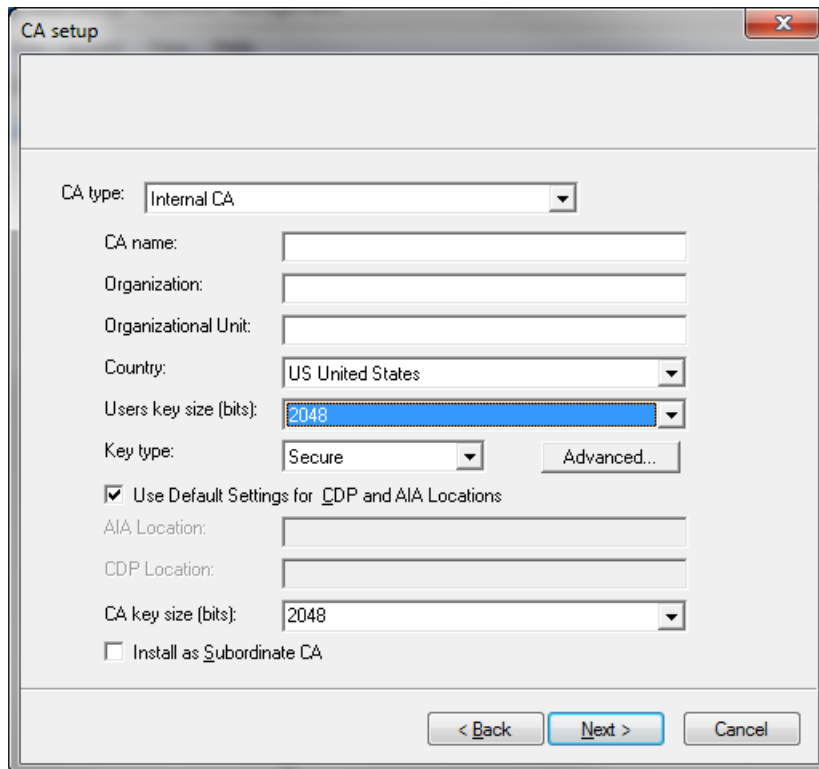 CA setup
CA type: Internal CA
CA name:
Organization:
Organizational Unit:
Country: US United States
Users key size (bits): 2048
Key type: Secure Advanced...
Use Default Settings for CDP and AIA Locations
AIA Location:
CDP Location:
CA key size (bits): 2048
Install as Subordinate CA
< Back Next > Cancel